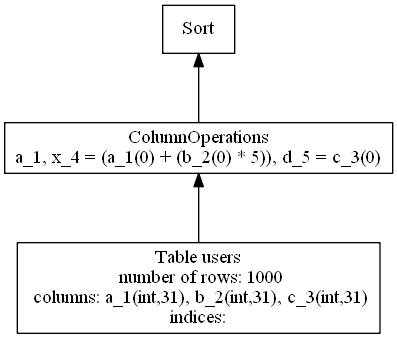 Sort
ColumnOperations
a_1, x_4 = (a_1(0) + (b_2(0) * 5)), d_5 = c_3(0)
Table users
number of rows: 1000
columns: a_1(int,31), b_2(int,31), c_3(int,31)
indices: